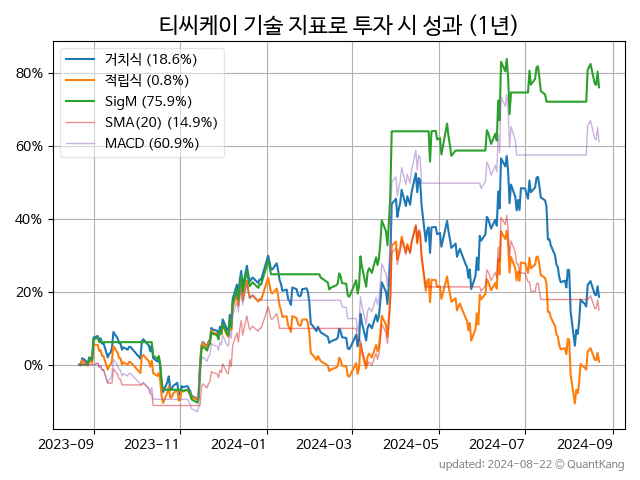 티씨케이 기술 지표로 투자 시 성과 (1년)
거치식 (18.6%)
적립식 (0.8%)
SigM (75.9%)
SMA(20) (14.9%)
MACD (60.9%)
80%
60%
40%
20%
0%
2023-09 2023-11 2024-01 2024-03 2024-05 2024-07 2024-09
updated: 2024-08-22 © QuantKang